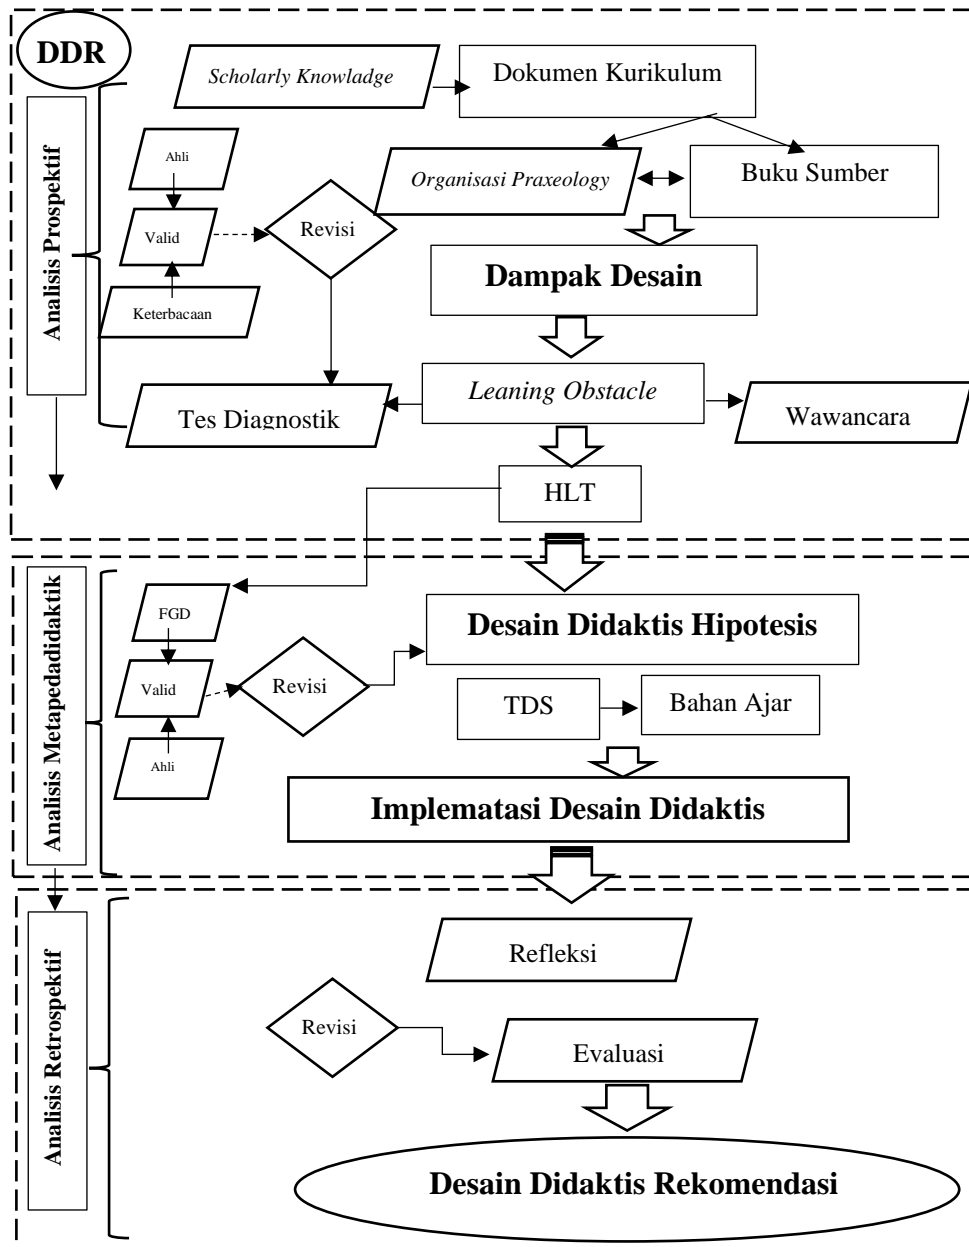 DDR
Scholarly Knowladge
Dokumen Kurikulum
Analisis Prospektif
Ahli
Organisasi Praxeology
Buku Sumber
Valid
Revisi
Keterbacaan
Dampak Desain
Leaning Obstacle
Tes Diagnostik
Wawancara
HLT
Analisis Metapedadidaktik
FGD
Desain Didaktis Hipotesis
Valid
Revisi
TDS
Bahan Ajar
Ahli
Implematasi Desain Didaktis
Analisis Retrospektif
Refleksi
Revisi
Evaluasi
Desain Didaktis Rekomendasi